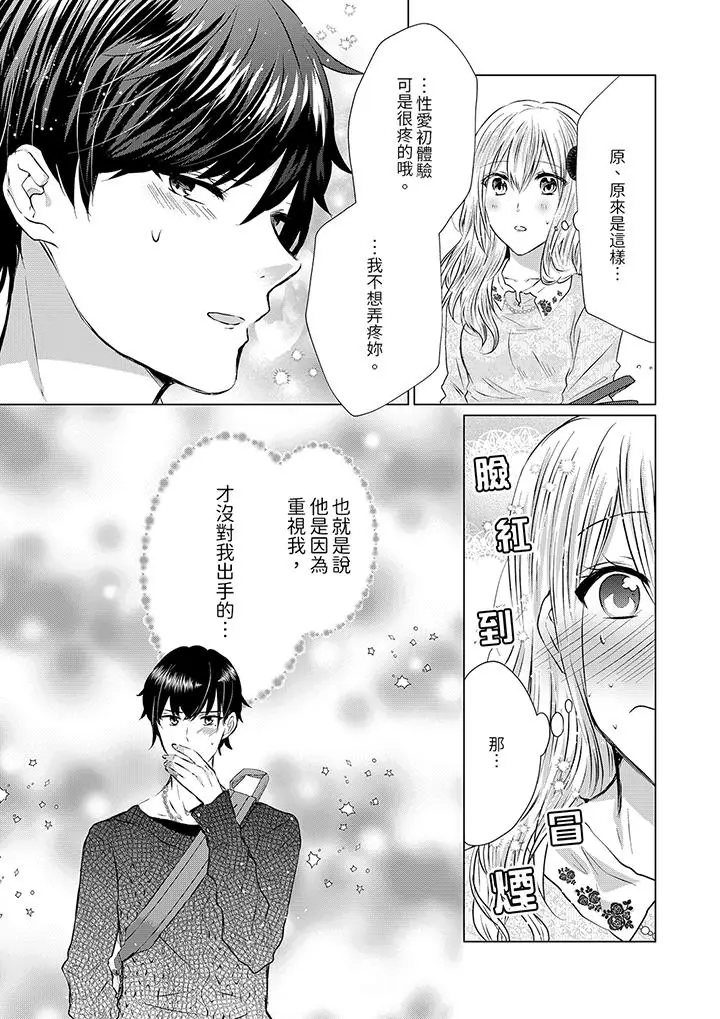 原、原來是這樣…
…性愛初體驗
可是很疼的哦。
…我不想弄疼妳。
臉紅到冒煙
那…
也就是說
他是因為
重視我，
才沒對我出手的…